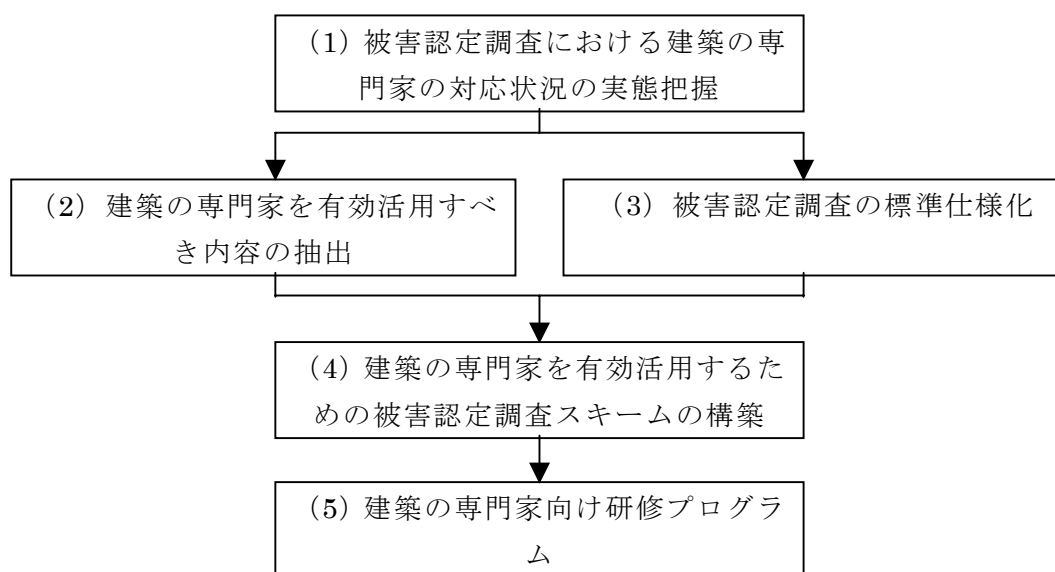 （1）被害認定調査における建築の専
門家の対応状況の実態把握
（2）建築の専門家を有効活用すべ
き内容の抽出
（3）被害認定調査の標準仕様化
（4）建築の専門家を有効活用するた
めの被害認定調査スキームの構築
（5）建築の専門家向け研修プログラ
ム